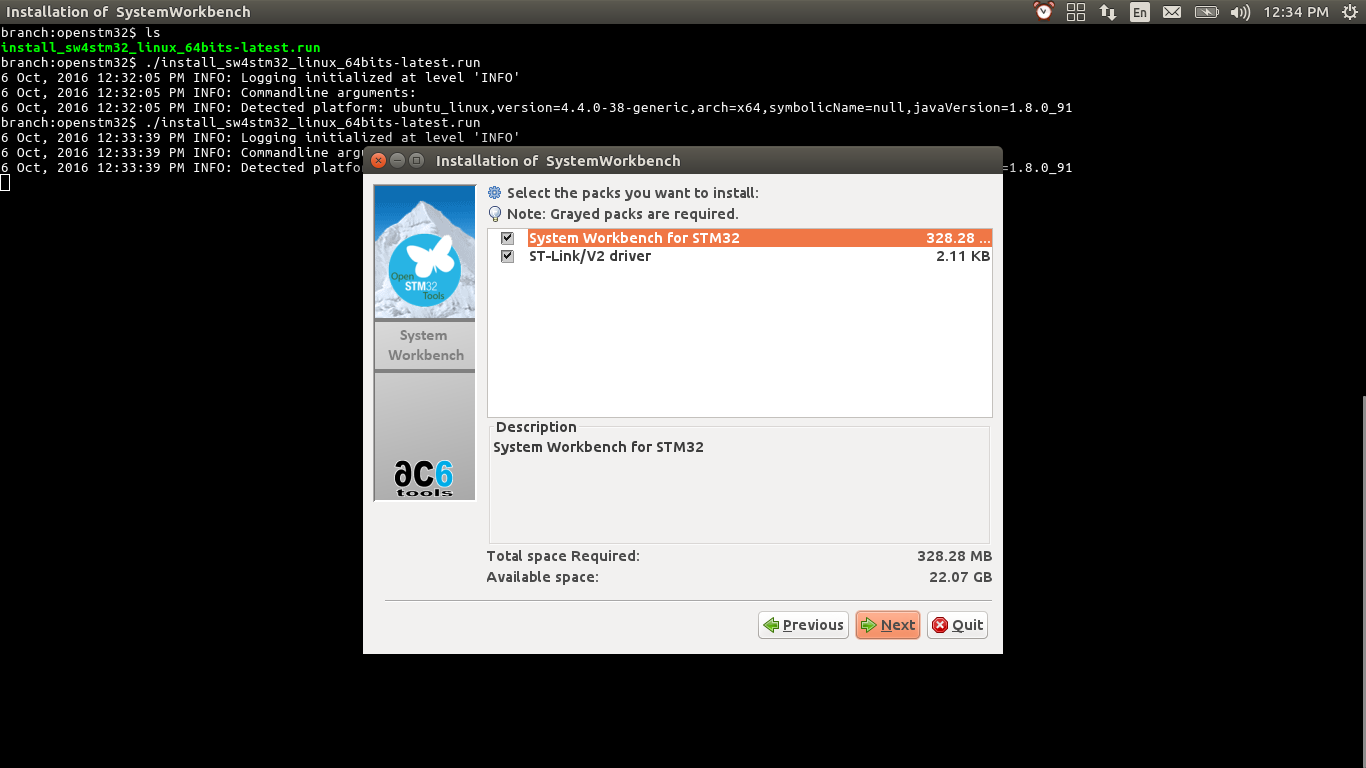 Installation of SystemWorkbench
En
12:34 PM
branch:openstm32$ ls
install_sw4stm32_linux_64bits-latest.run
branch:openstm32$ ./install_sw4stm32_linux_64bits-latest.run
6 Oct, 2016 12:32:05 PM INFO: Logging initialized at level 'INFO'
6 Oct, 2016 12:32:05 PM INFO: Commandline arguments:
6 Oct, 2016 12:32:05 PM INFO: Detected platform: ubuntu_linux,version=4.4.0-38-generic,arch=x64,symbolicName=null,javaVersion=1.8.0_91
branch:openstm32$ ./install_sw4stm32_linux_64bits-latest.run
6 Oct, 2016 12:33:39 PM INFO: Logging initialized at level 'INFO'
6 Oct, 2016 12:33:39 PM INFO: Commandline argu
6 Oct, 2016 12:33:39 PM INFO: Detected platfor
=1.8.0_91
Installation of SystemWorkbench
Open
STM32
Tools
System
Workbench
ac6
tools
Select the packs you want to install:
Note: Grayed packs are required.
System Workbench for STM32 328.28 ...
ST-Link/V2 driver 2.11 KB
Description
System Workbench for STM32
Total space Required: 328.28 MB
Available space: 22.07 GB
Previous
Next
Quit